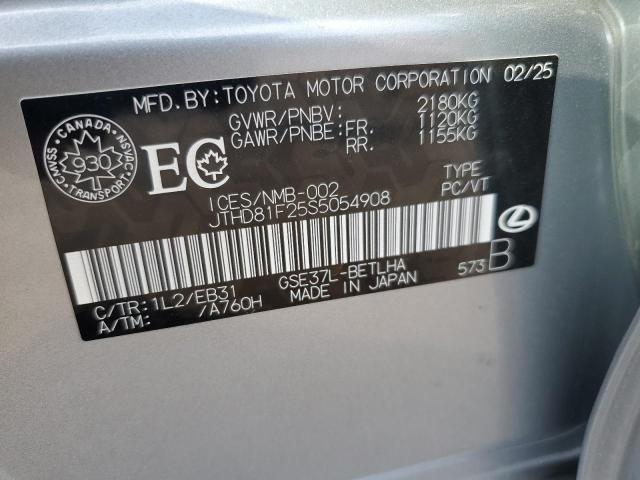 MFD.BY:TOYOTA MOTOR CORPORATION 02/25
GVWR/PNBV: 2180KG
GAWR/PNBE: FR. 1120KG
RR. 1155KG
CANADA
CMVSS NSVAC
930
TRANSPORT
EC
ICES/NMB-002
JTHD81F25S5054908
TYPE
PC/VT
GSE37L-BETLHA
MADE IN JAPAN
573 B
C/TR:1L2/EB31
A/TM: /A760H